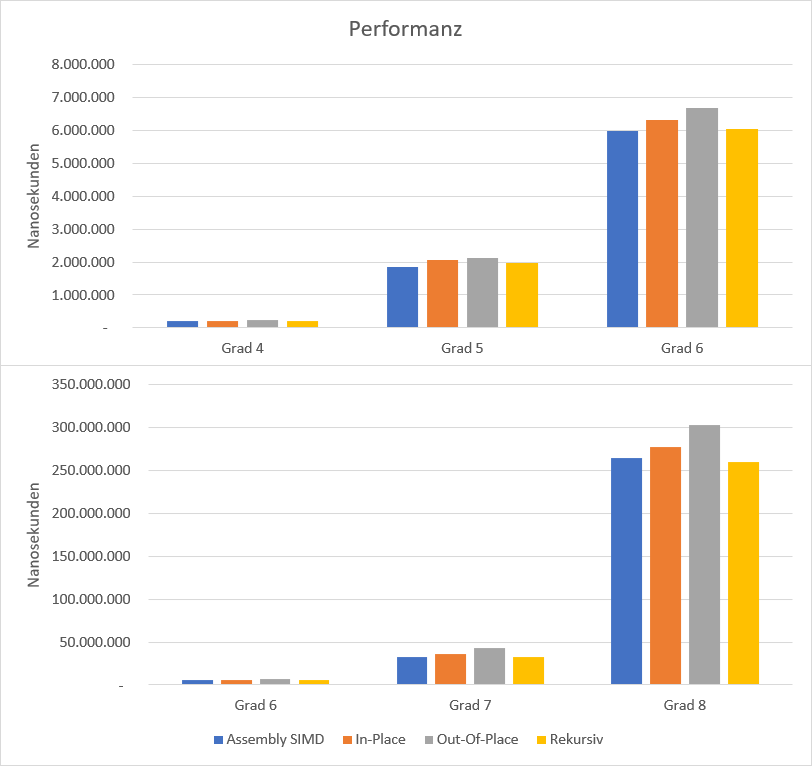 Performanz
8.000.000
7.000.000
6.000.000
5.000.000
4.000.000
3.000.000
2.000.000
1.000.000
-
Nanosekunden
Grad 4 Grad 5 Grad 6
350.000.000
300.000.000
250.000.000
200.000.000
150.000.000
100.000.000
50.000.000
-
Nanosekunden
Grad 6 Grad 7 Grad 8
Assembly SIMD In-Place Out-Of-Place Rekursiv